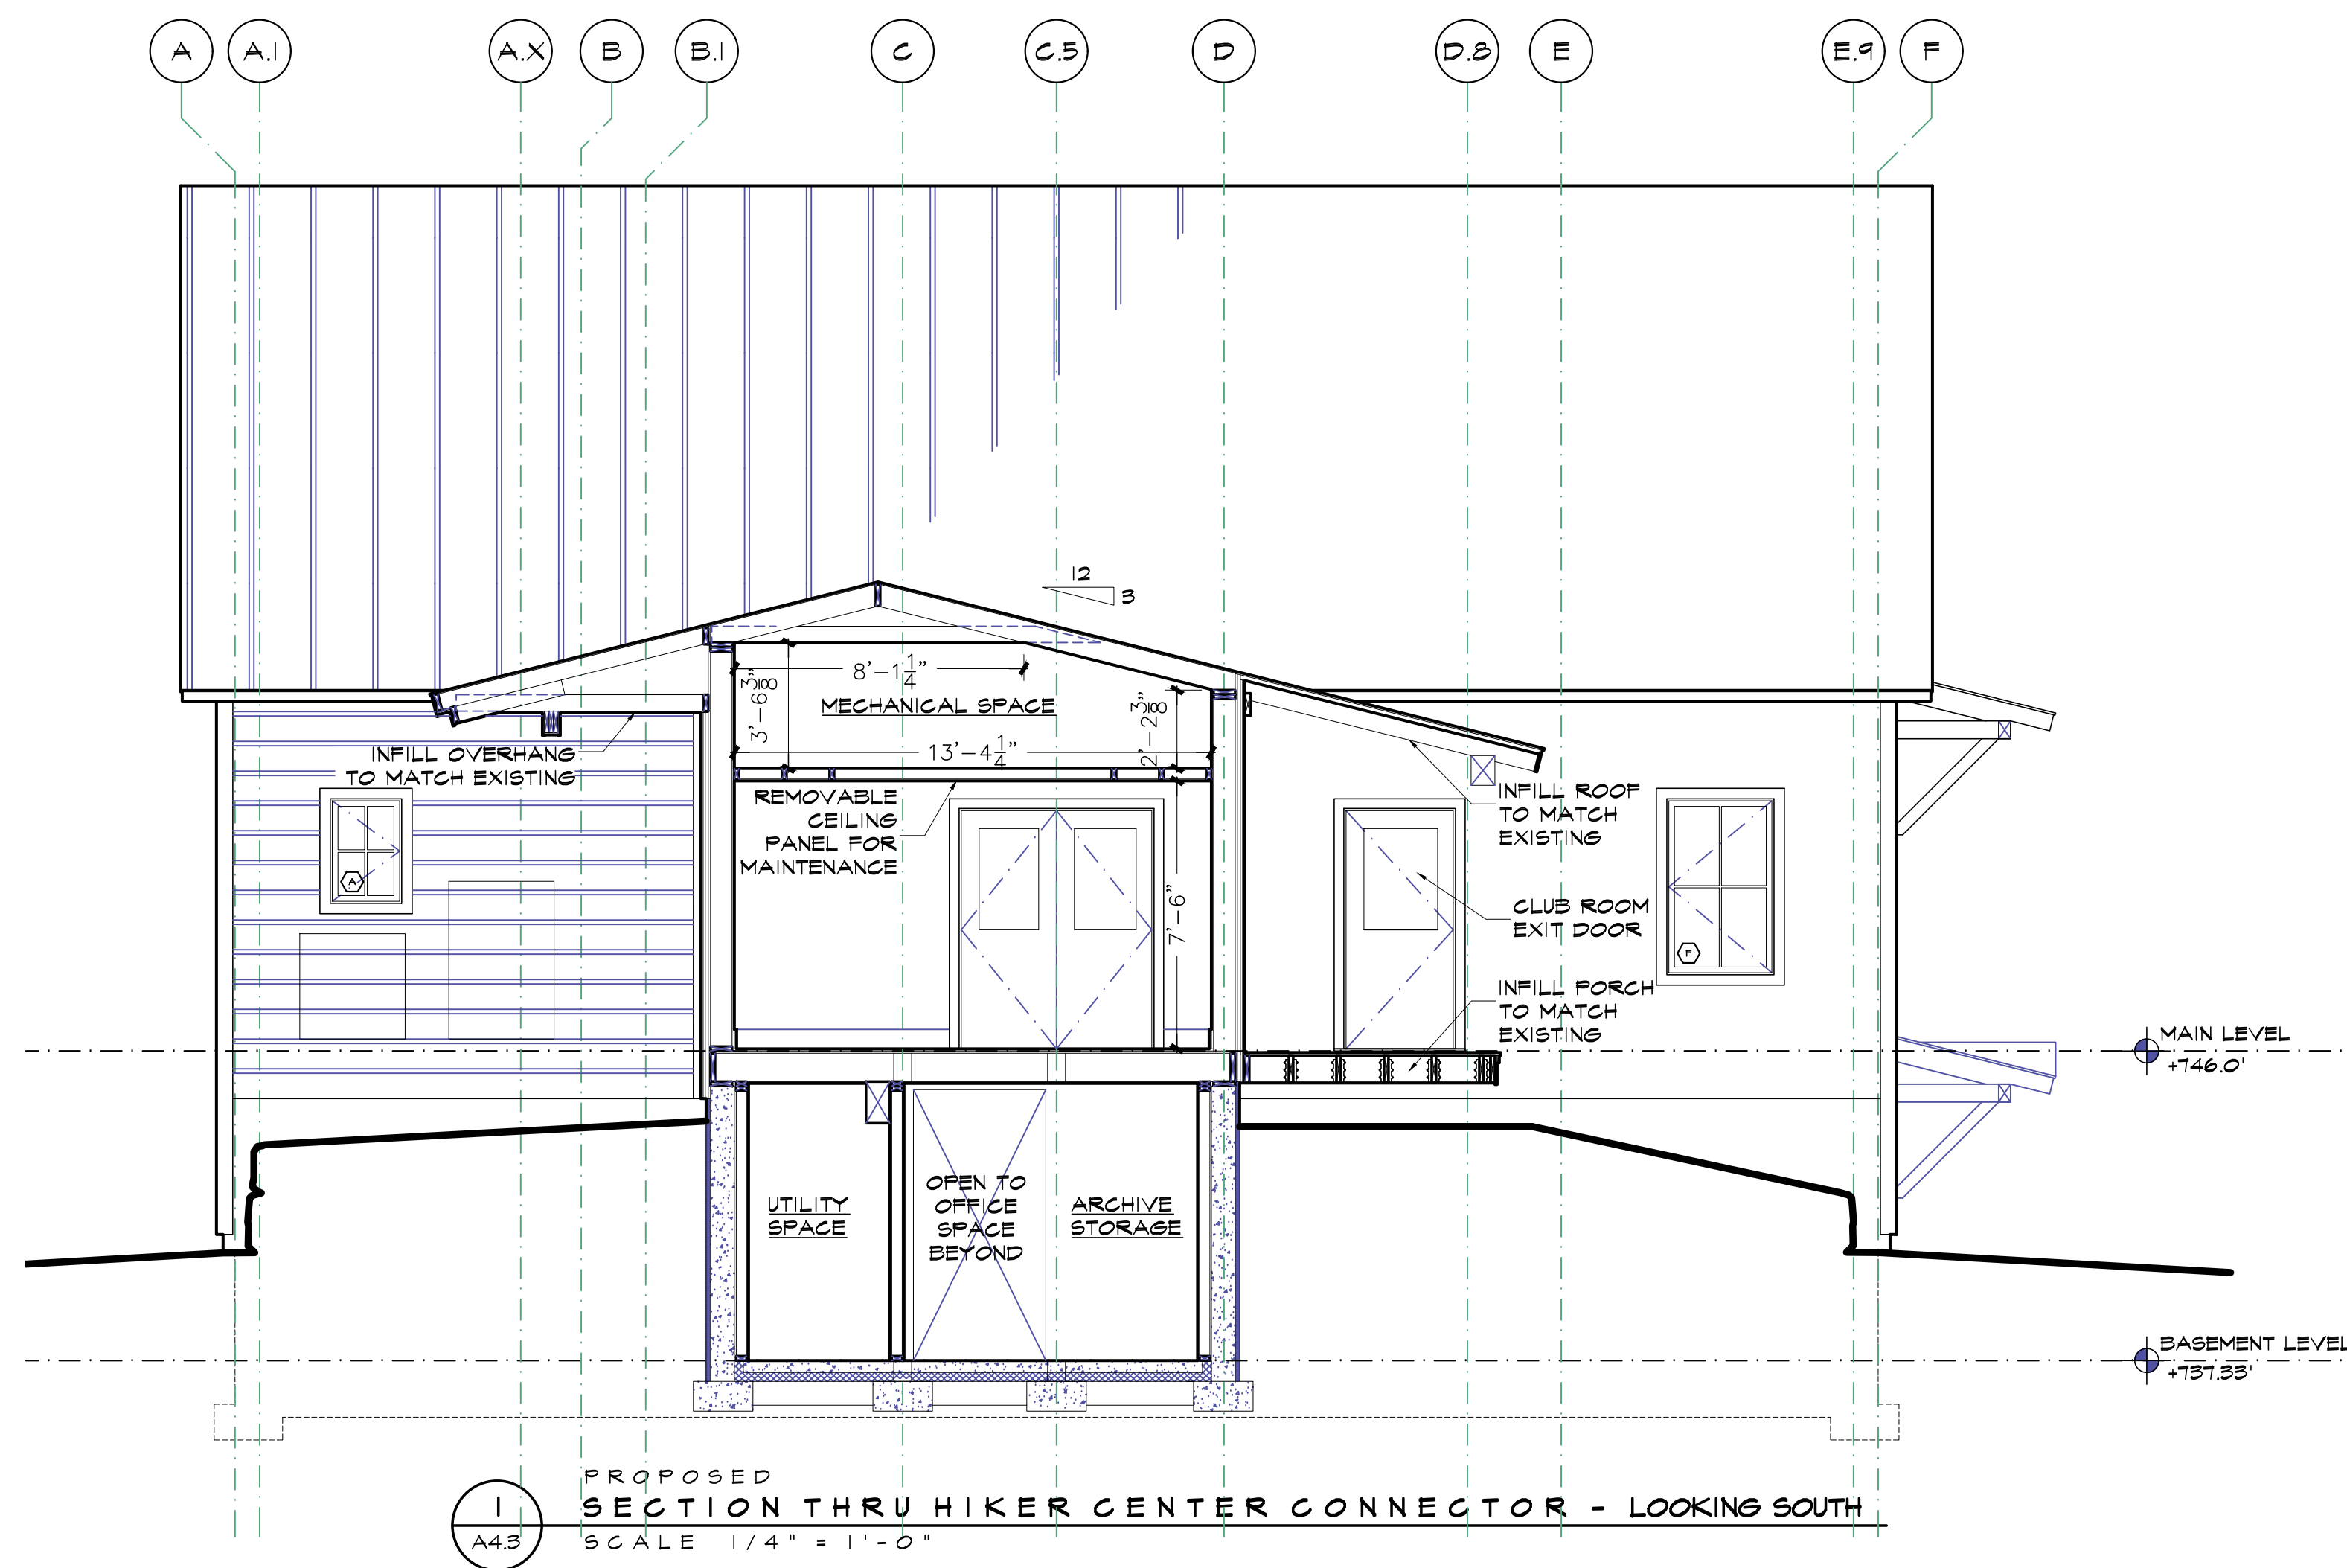 A
A.1
A.X
B
B.1
C
C.5
D
D.8
E
E.9
F
12
3
8'-1 1/4"
3'-6 3/8"
MECHANICAL SPACE
2'-2 3/8"
13'-4 1/4"
INFILL OVERHANG
TO MATCH EXISTING
REMOVABLE
CEILING
PANEL FOR
MAINTENANCE
7'-6"
INFILL ROOF
TO MATCH
EXISTING
A
CLUB ROOM
EXIT DOOR
F
INFILL PORCH
TO MATCH
EXISTING
MAIN LEVEL
+746.0'
UTILITY
SPACE
OPEN TO
OFFICE
SPACE
BEYOND
ARCHIVE
STORAGE
BASEMENT LEVEL
+737.33'
1
A4.3
PROPOSED
SECTION THRU HIKER CENTER CONNECTOR - LOOKING SOUTH
SCALE 1/4" = 1'-0"